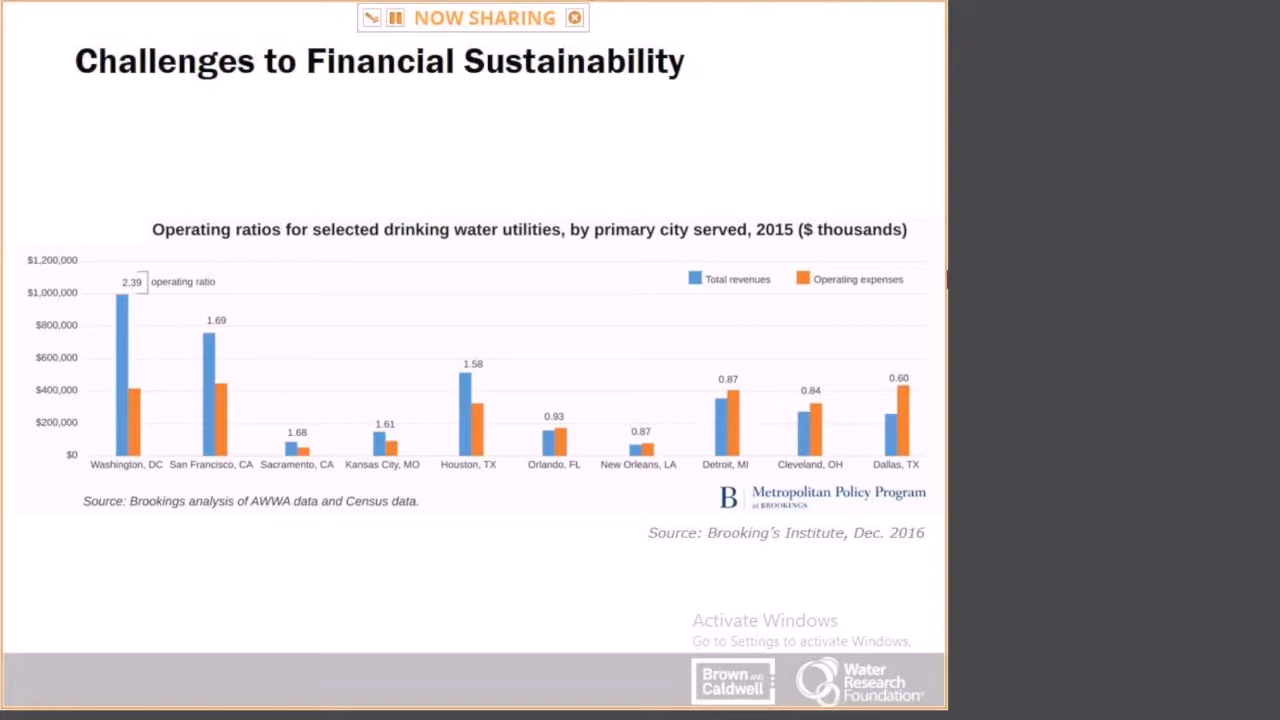 NOW SHARING
Challenges to Financial Sustainability
Operating ratios for selected drinking water utilities, by primary city served, 2015 ($ thousands)
$1,200,000
$1,000,000
$800,000
$600,000
$400,000
$200,000
$0
2.39 operating ratio
1.69
1.68
1.61
1.58
0.93
0.87
0.87
0.84
0.60
Total revenues
Operating expenses
Washington, DC
San Francisco, CA
Sacramento, CA
Kansas City, MO
Houston, TX
Orlando, FL
New Orleans, LA
Detroit, MI
Cleveland, OH
Dallas, TX
Source: Brookings analysis of AWWA data and Census data.
B
Metropolitan Policy Program
at BROOKINGS
Source: Brooking's Institute, Dec. 2016
Activate Windows
Go to Settings to activate Windows.
Brown AND
Caldwell
Water
Research
Foundation